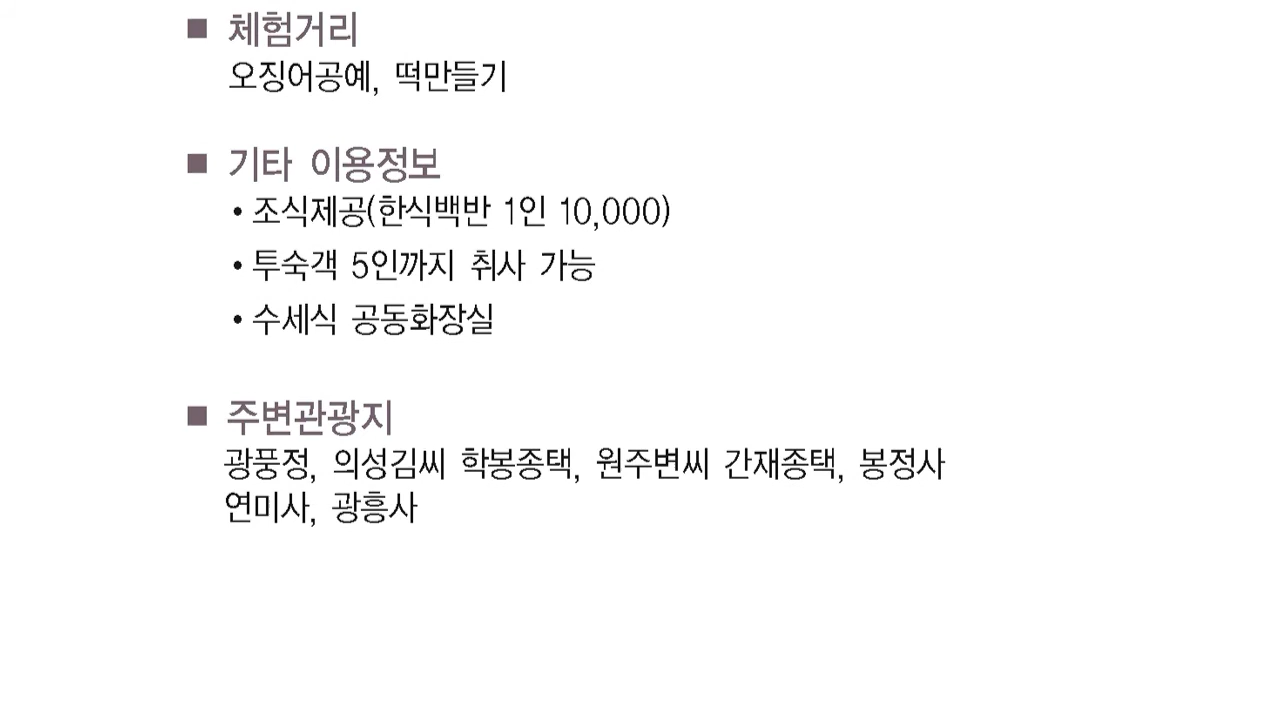 ■ 체험거리
오징어공예, 떡만들기
■ 기타 이용정보
• 조식제공(한식백반 1인 10,000)
• 투숙객 5인까지 취사 가능
• 수세식 공동화장실
■ 주변관광지
광풍정, 의성김씨 학봉종택, 원주변씨 간재종택, 봉정사
연미사, 광흥사